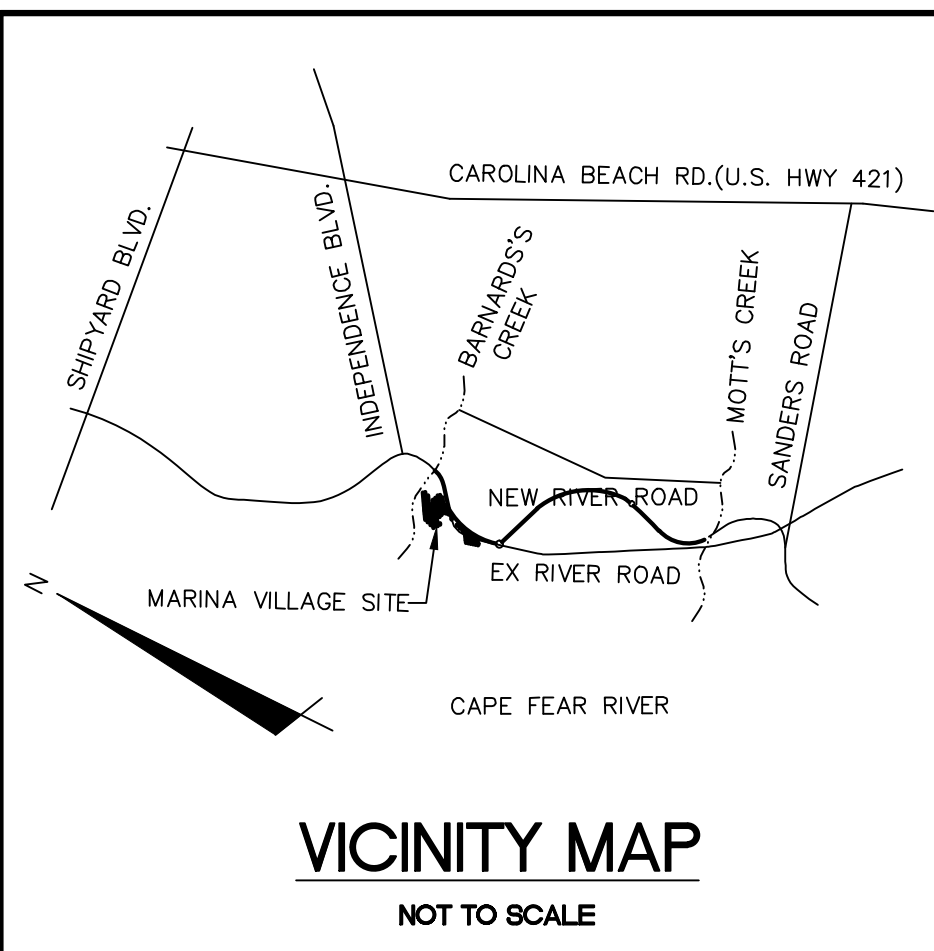 CAROLINA BEACH RD.(U.S. HWY 421)
SHIPYARD BLVD.
INDEPENDENCE BLVD.
BARNARDS'S
CREEK
MOTT'S CREEK
SANDERS ROAD
NEW RIVER ROAD
EX RIVER ROAD
N
MARINA VILLAGE SITE
CAPE FEAR RIVER
VICINITY MAP
NOT TO SCALE